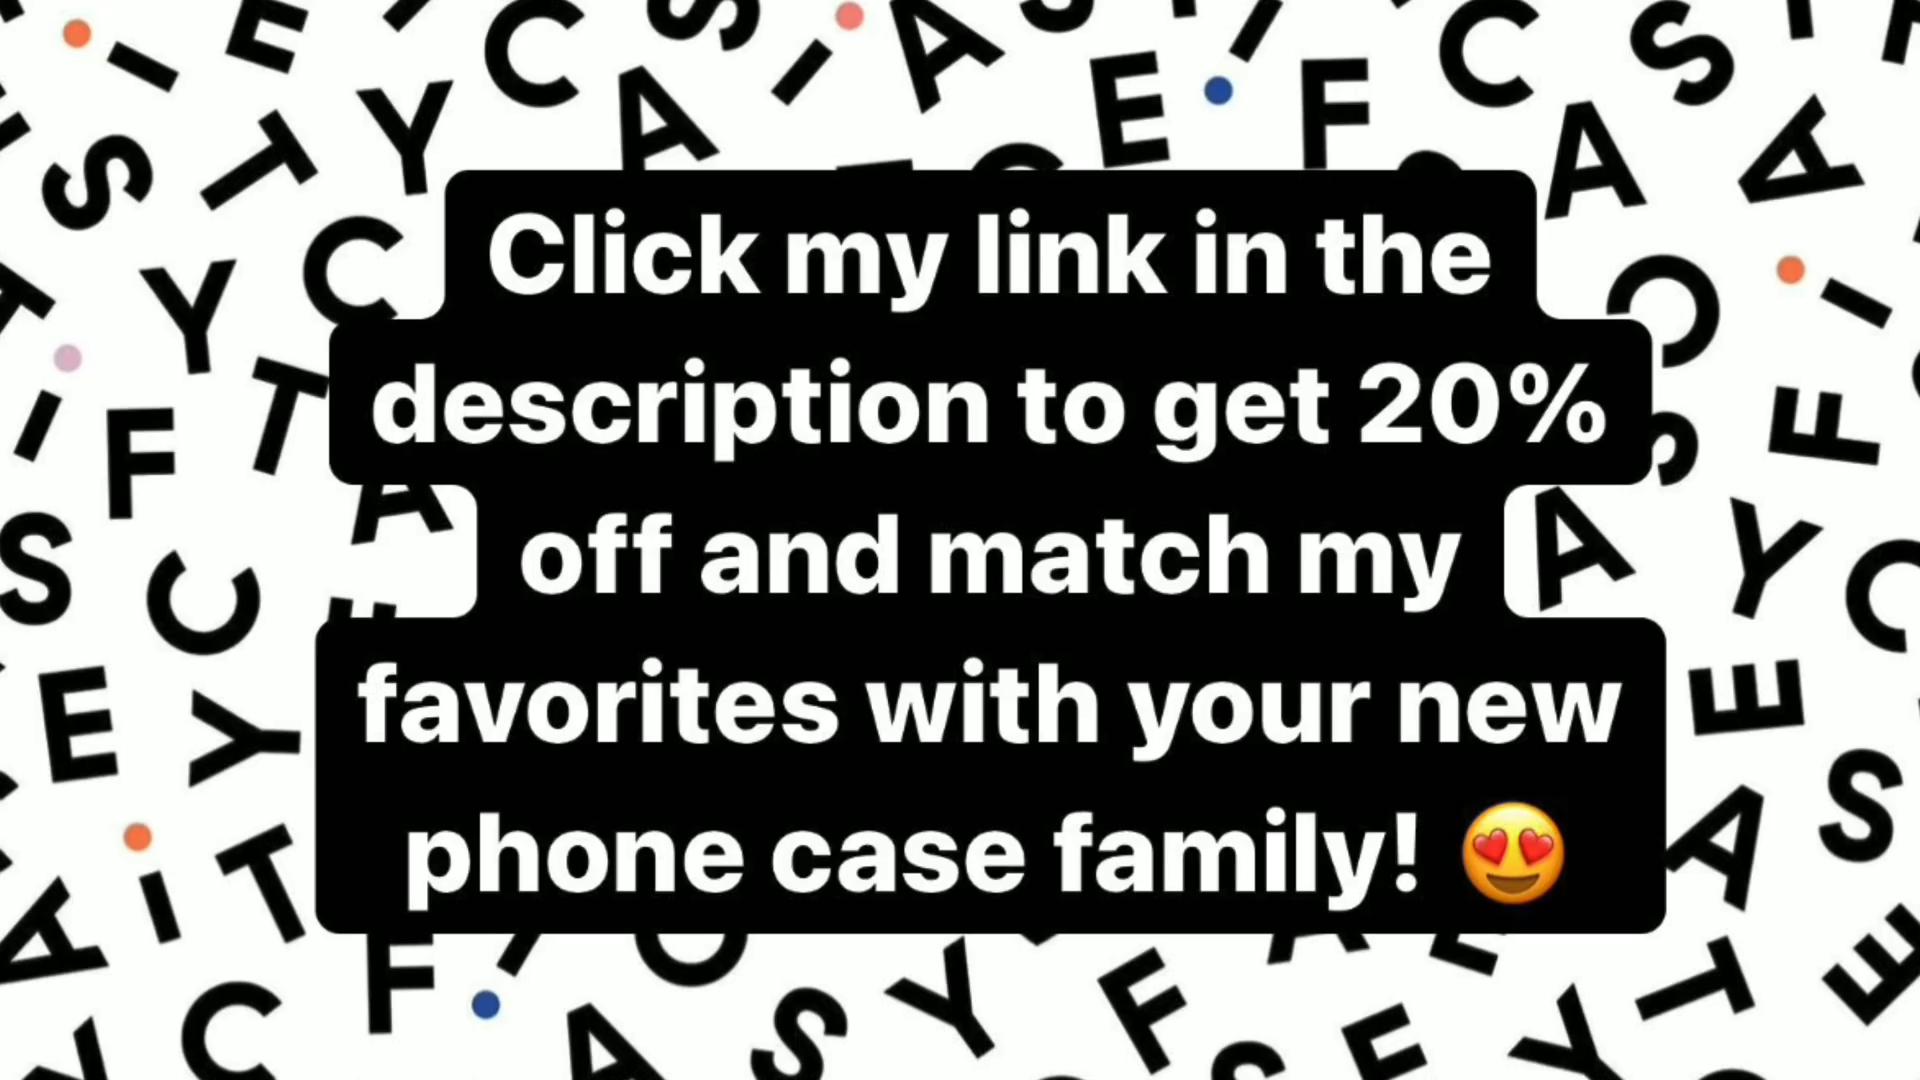 Click my link in the
description to get 20%
off and match my
favorites with your new
phone case family! 😍